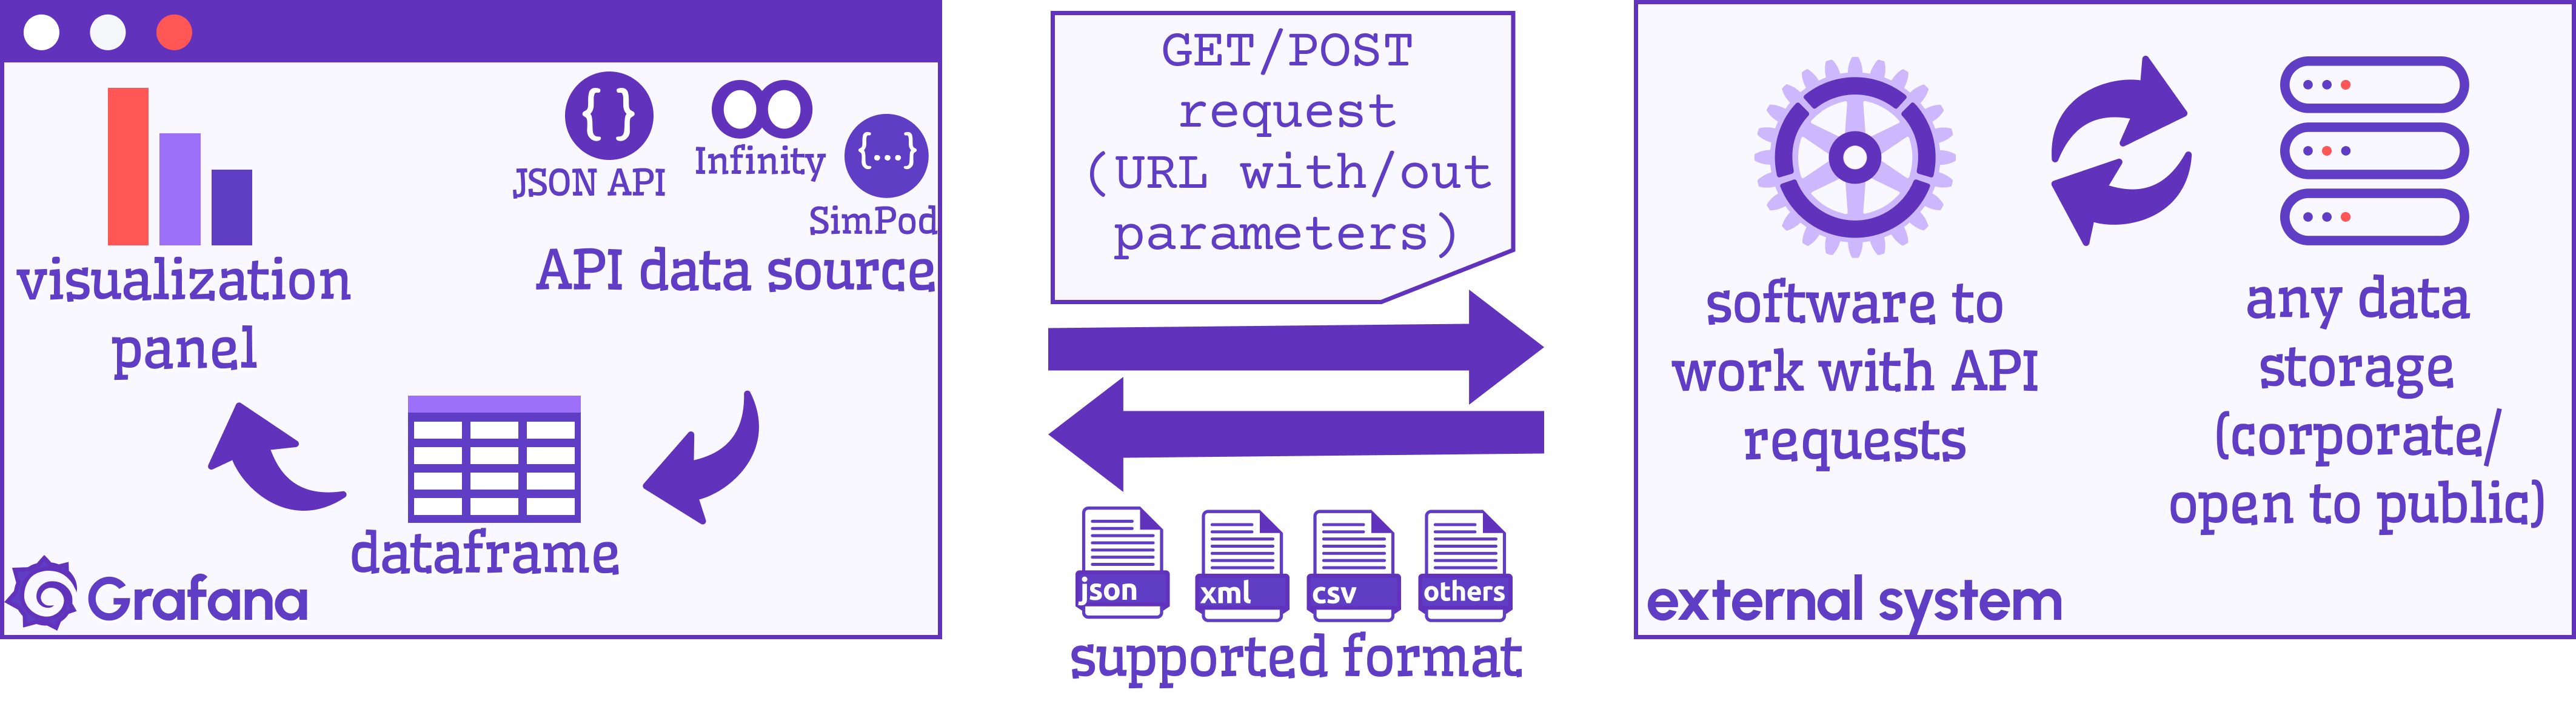 visualization
panel
{ }
JSON API
Infinity
{...}
SimPod
API data source
dataframe
Grafana
GET/POST
request
(URL with/out
parameters)
json
xml
csv
others
supported format
software to
work with API
requests
any data
storage
(corporate/
open to public)
external system